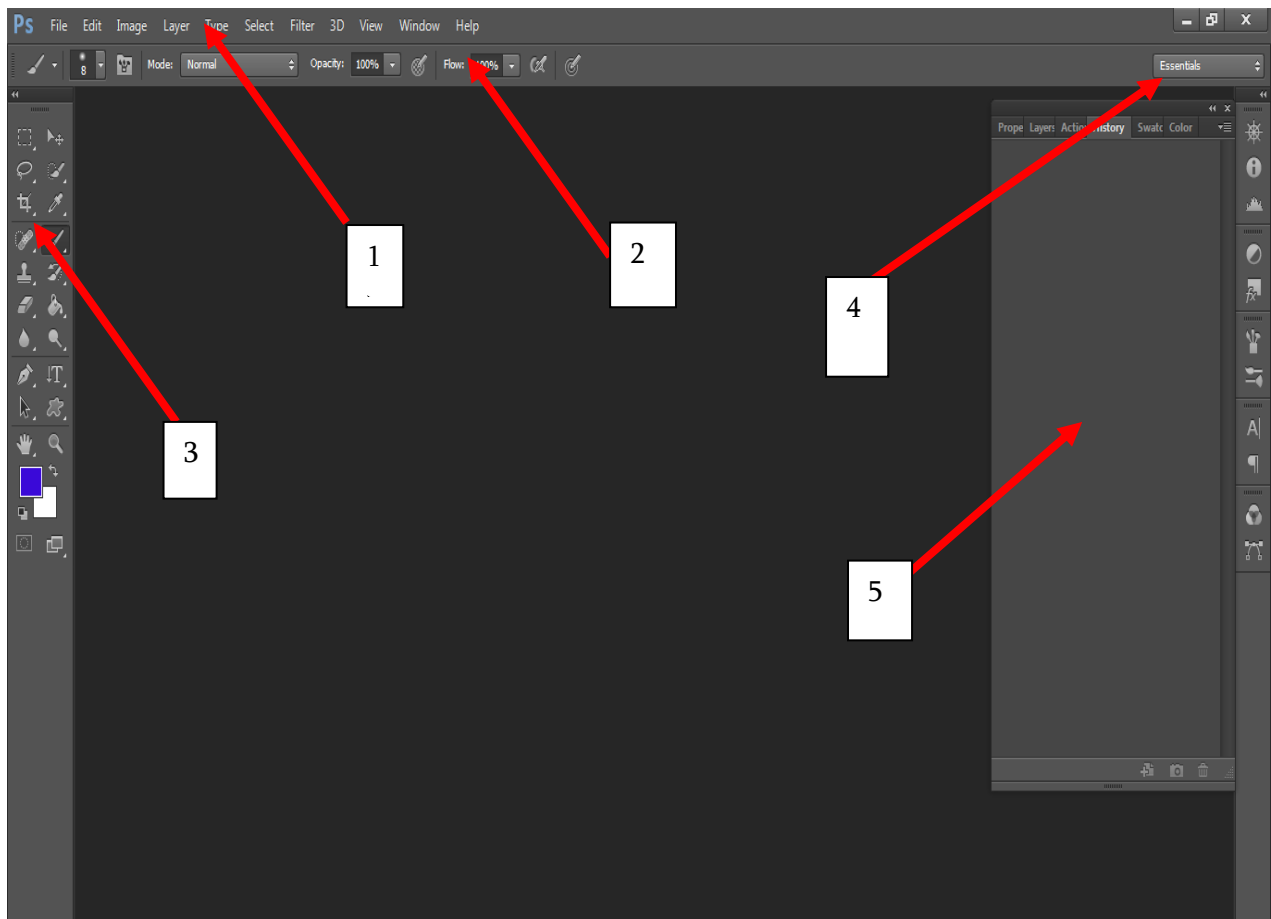 Ps File Edit Image Layer Type Select Filter 3D View Window Help
8 Mode: Normal Opacity: 100% Flow: 100% Essentials
Prope Layers Action History Swatc Color
1
2
4
3
5